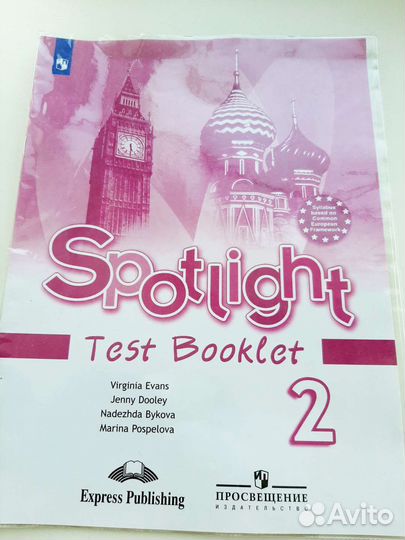 Syllabus
based on
Common
European
Framework
Spotlight
Test Booklet
2
Virginia Evans
Jenny Dooley
Nadezhda Bykova
Marina Pospelova
Express Publishing
ПРОСВЕЩЕНИЕ
ИЗДАТЕЛЬСТВО
Avito